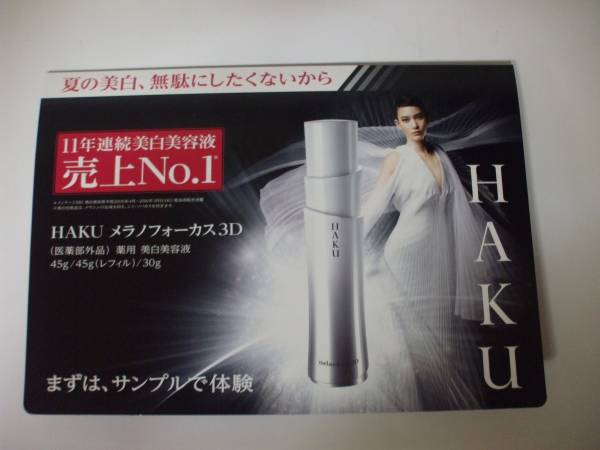 夏の美白、無駄にしたくないから
11年連続美白美容液
売上No.1*
HAKU メラノフォーカス3D
(医薬部外品) 薬用 美白美容液
45g/45g(レフィル)/30g
まずは、サンプルで体験
HAKU
HAKU